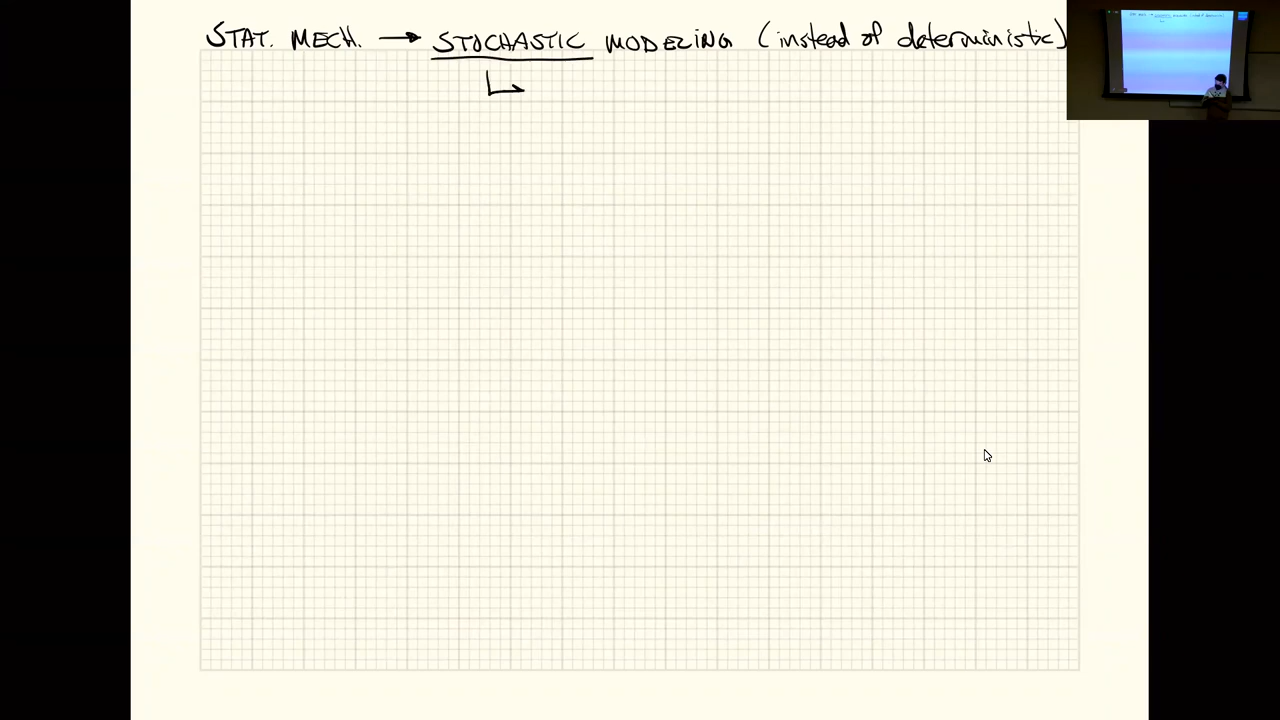 STAT. MECH. → STOCHASTIC MODELING (instead of deterministic)